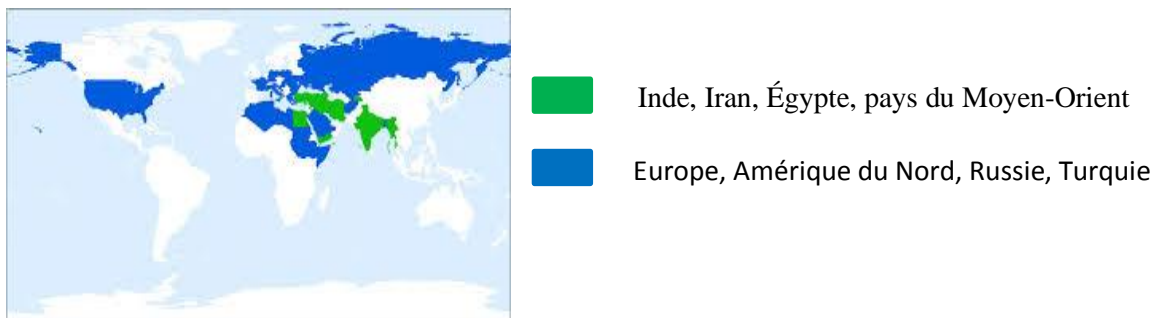 Inde, Iran, Égypte, pays du Moyen-Orient
Europe, Amérique du Nord, Russie, Turquie